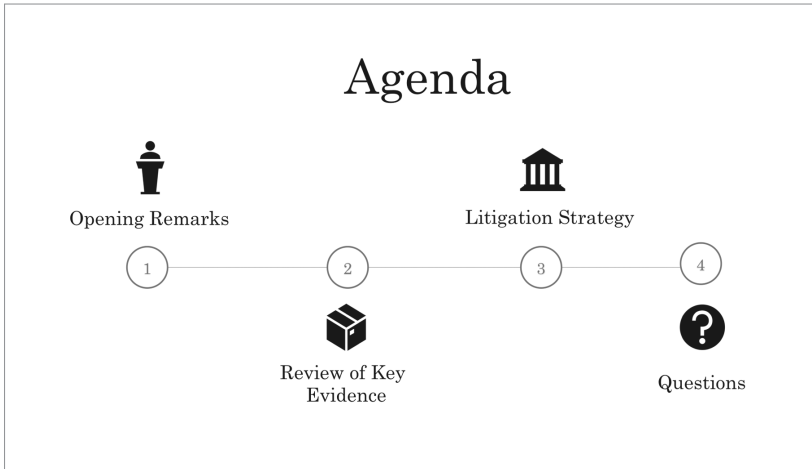 Agenda
Opening Remarks
Litigation Strategy
1
2
3
4
?
Review of Key
Evidence
Questions